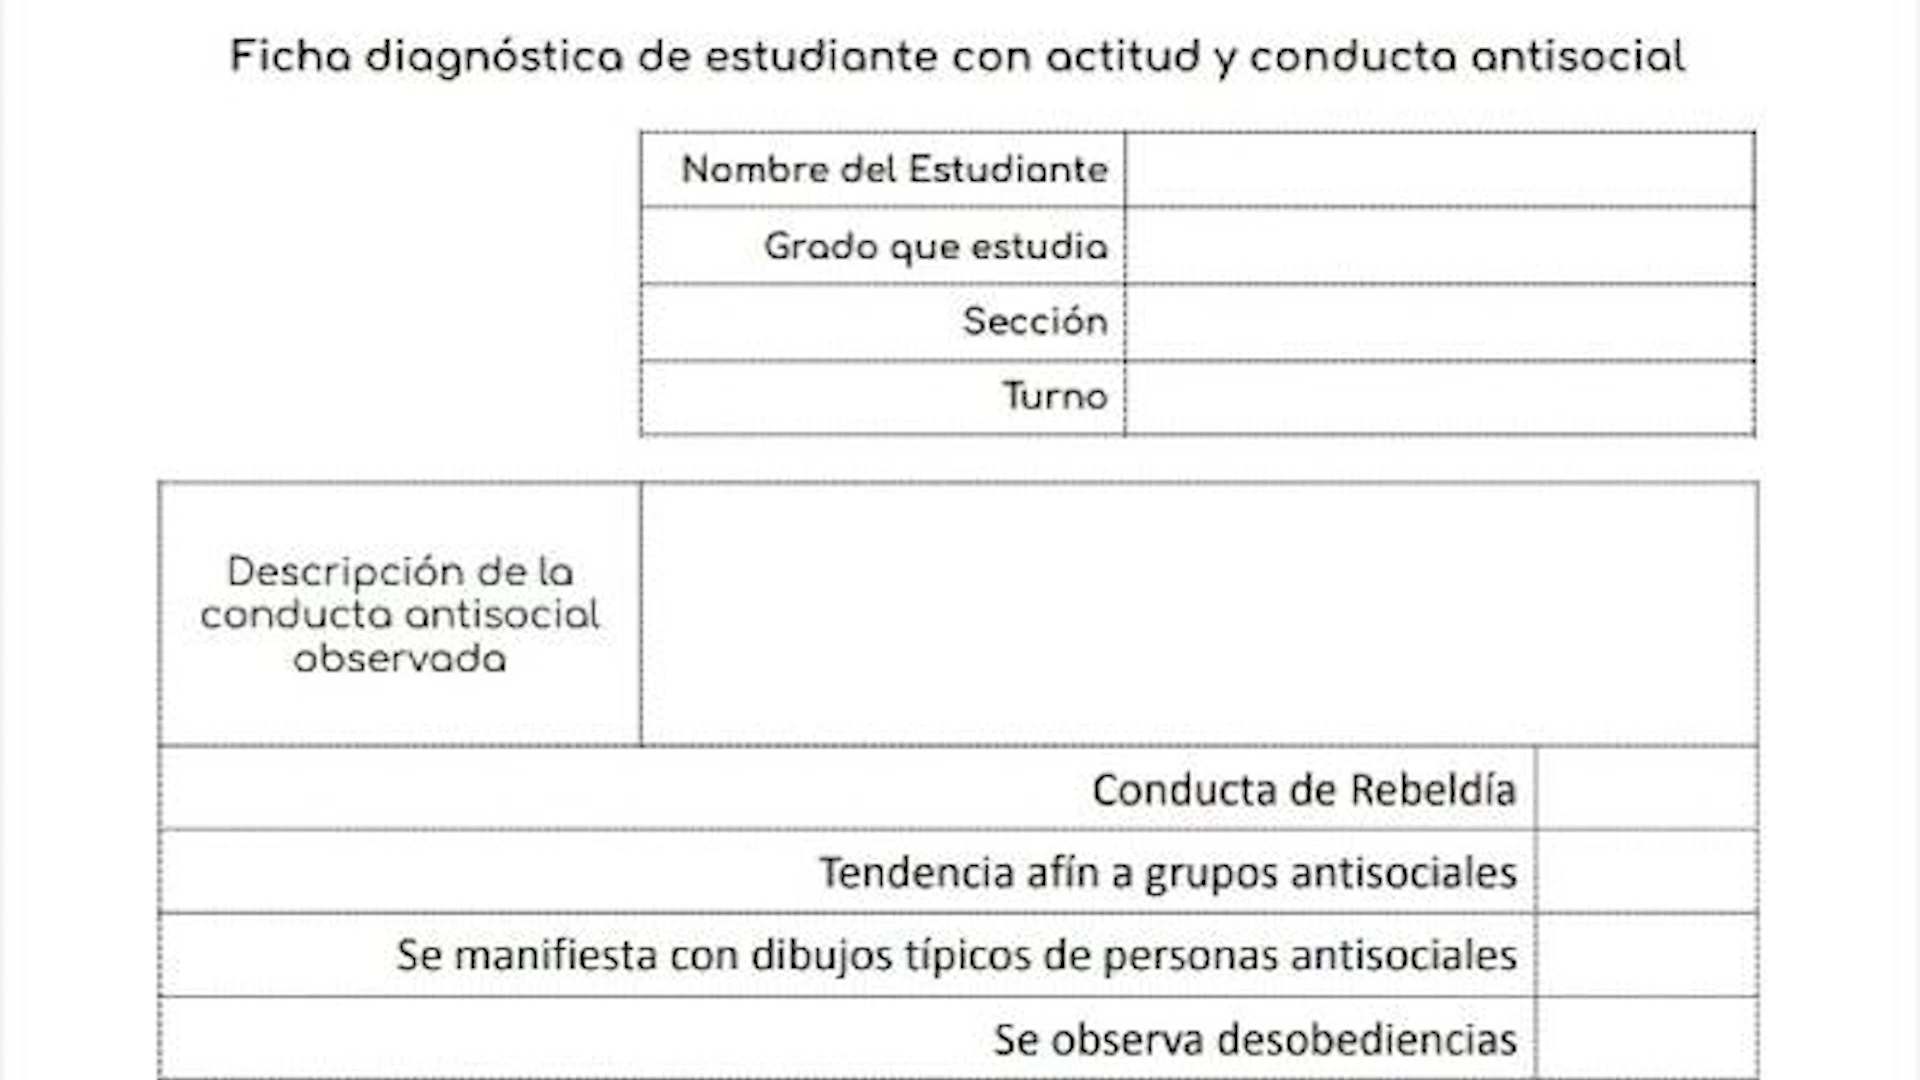 Ficha diagnóstica de estudiante con actitud y conducta antisocial
Nombre del Estudiante
Grado que estudia
Sección
Turno
Descripción de la
conducta antisocial
observada
Conducta de Rebeldía
Tendencia afín a grupos antisociales
Se manifiesta con dibujos típicos de personas antisociales
Se observa desobediencias